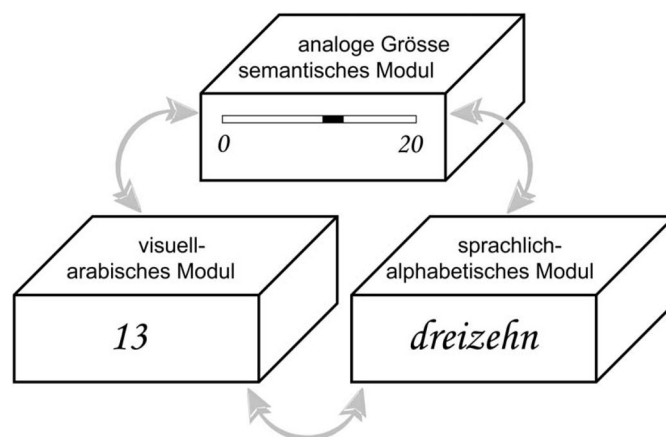 analoge Grösse
semantisches Modul
0 20
visuell-
arabisches Modul
13
sprachlich-
alphabetisches Modul
dreizehn